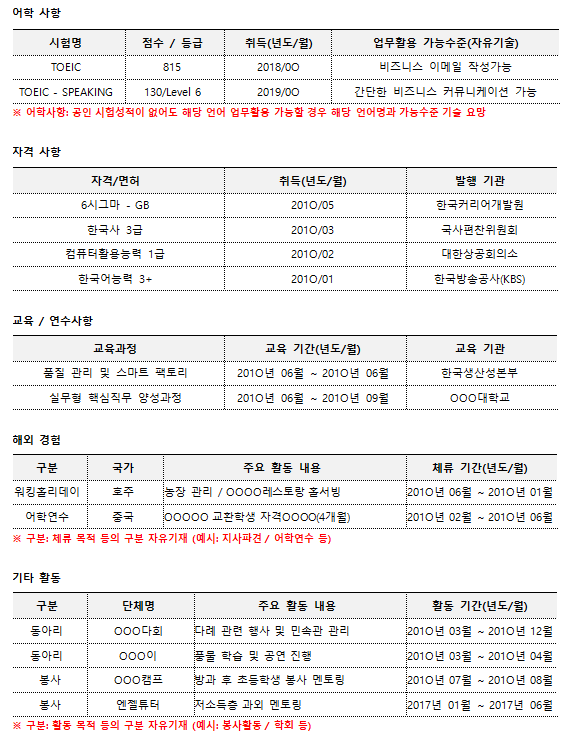 어학 사항
시험명 점수 / 등급 취득(년도/월) 업무활용 가능수준(자유기술)
TOEIC 815 2018/0O 비즈니스 이메일 작성가능
TOEIC - SPEAKING 130/Level 6 2019/0O 간단한 비즈니스 커뮤니케이션 가능
※ 어학사항: 공인 시험성적이 없어도 해당 언어 업무활용 가능할 경우 해당 언어명과 가능수준 기술 요망
자격 사항
자격/면허 취득(년도/월) 발행 기관
6시그마 - GB 201O/05 한국커리어개발원
한국사 3급 201O/03 국사편찬위원회
컴퓨터활용능력 1급 201O/02 대한상공회의소
한국어능력 3+ 201O/01 한국방송공사(KBS)
교육 / 연수사항
교육과정 교육 기간(년도/월) 교육 기관
품질 관리 및 스마트 팩토리 201O년 06월 ~ 201O년 06월 한국생산성본부
실무형 핵심직무 양성과정 201O년 06월 ~ 201O년 09월 OOO대학교
해외 경험
구분 국가 주요 활동 내용 체류 기간(년도/월)
워킹홀리데이 호주 농장 관리 / OOOO레스토랑 홀서빙 201O년 06월 ~ 201O년 01월
어학연수 중국 OOOOO 교환학생 자격OOOO(4개월) 201O년 02월 ~ 201O년 06월
※ 구분: 체류 목적 등의 구분 자유기재 (예시: 지사파견 / 어학연수 등)
기타 활동
구분 단체명 주요 활동 내용 활동 기간(년도/월)
동아리 OOO다회 다례 관련 행사 및 민속관 관리 201O년 03월 ~ 201O년 12월
동아리 OOO이 풍물 학습 및 공연 진행 201O년 03월 ~ 201O년 04월
봉사 OOO캠프 방과 후 초등학생 봉사 멘토링 201O년 07월 ~ 201O년 08월
봉사 엔젤튜터 저소득층 과외 멘토링 2017년 01월 ~ 2017년 06월
※ 구분: 활동 목적 등의 구분 자유기재 (예시: 봉사활동 / 학회 등)